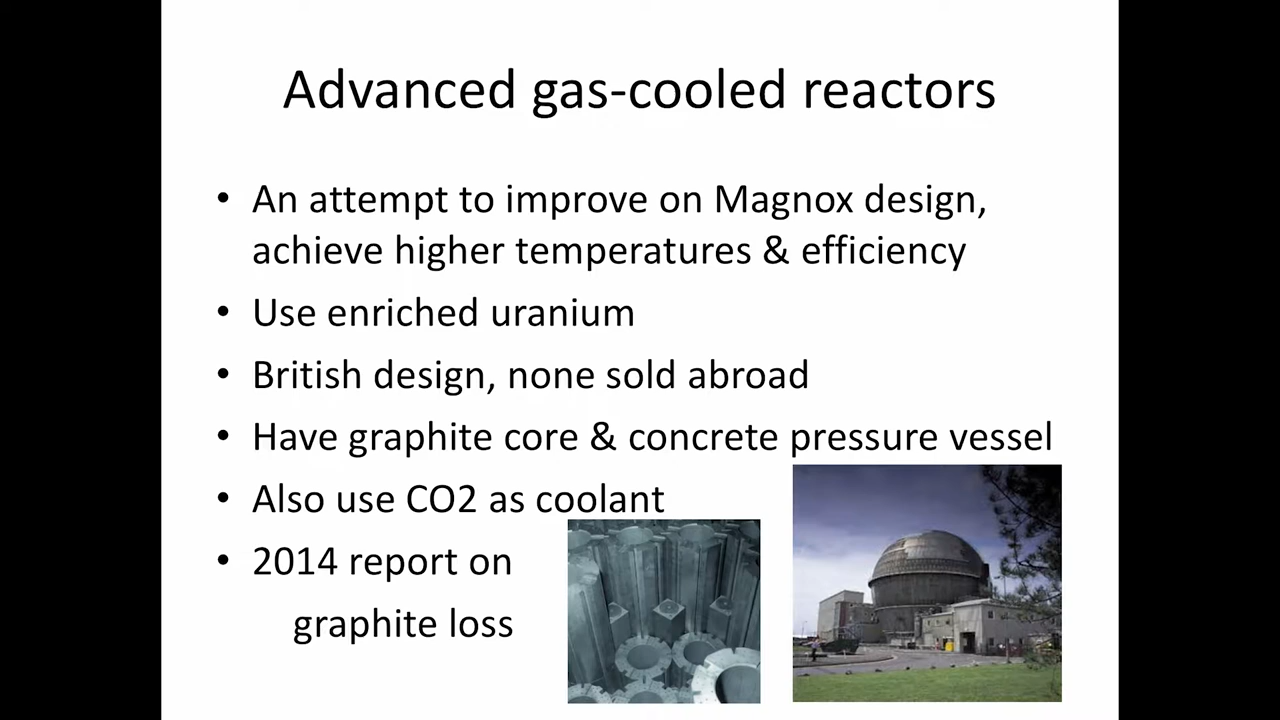 Advanced gas-cooled reactors
• An attempt to improve on Magnox design,
achieve higher temperatures & efficiency
• Use enriched uranium
• British design, none sold abroad
• Have graphite core & concrete pressure vessel
• Also use CO2 as coolant
• 2014 report on
graphite loss